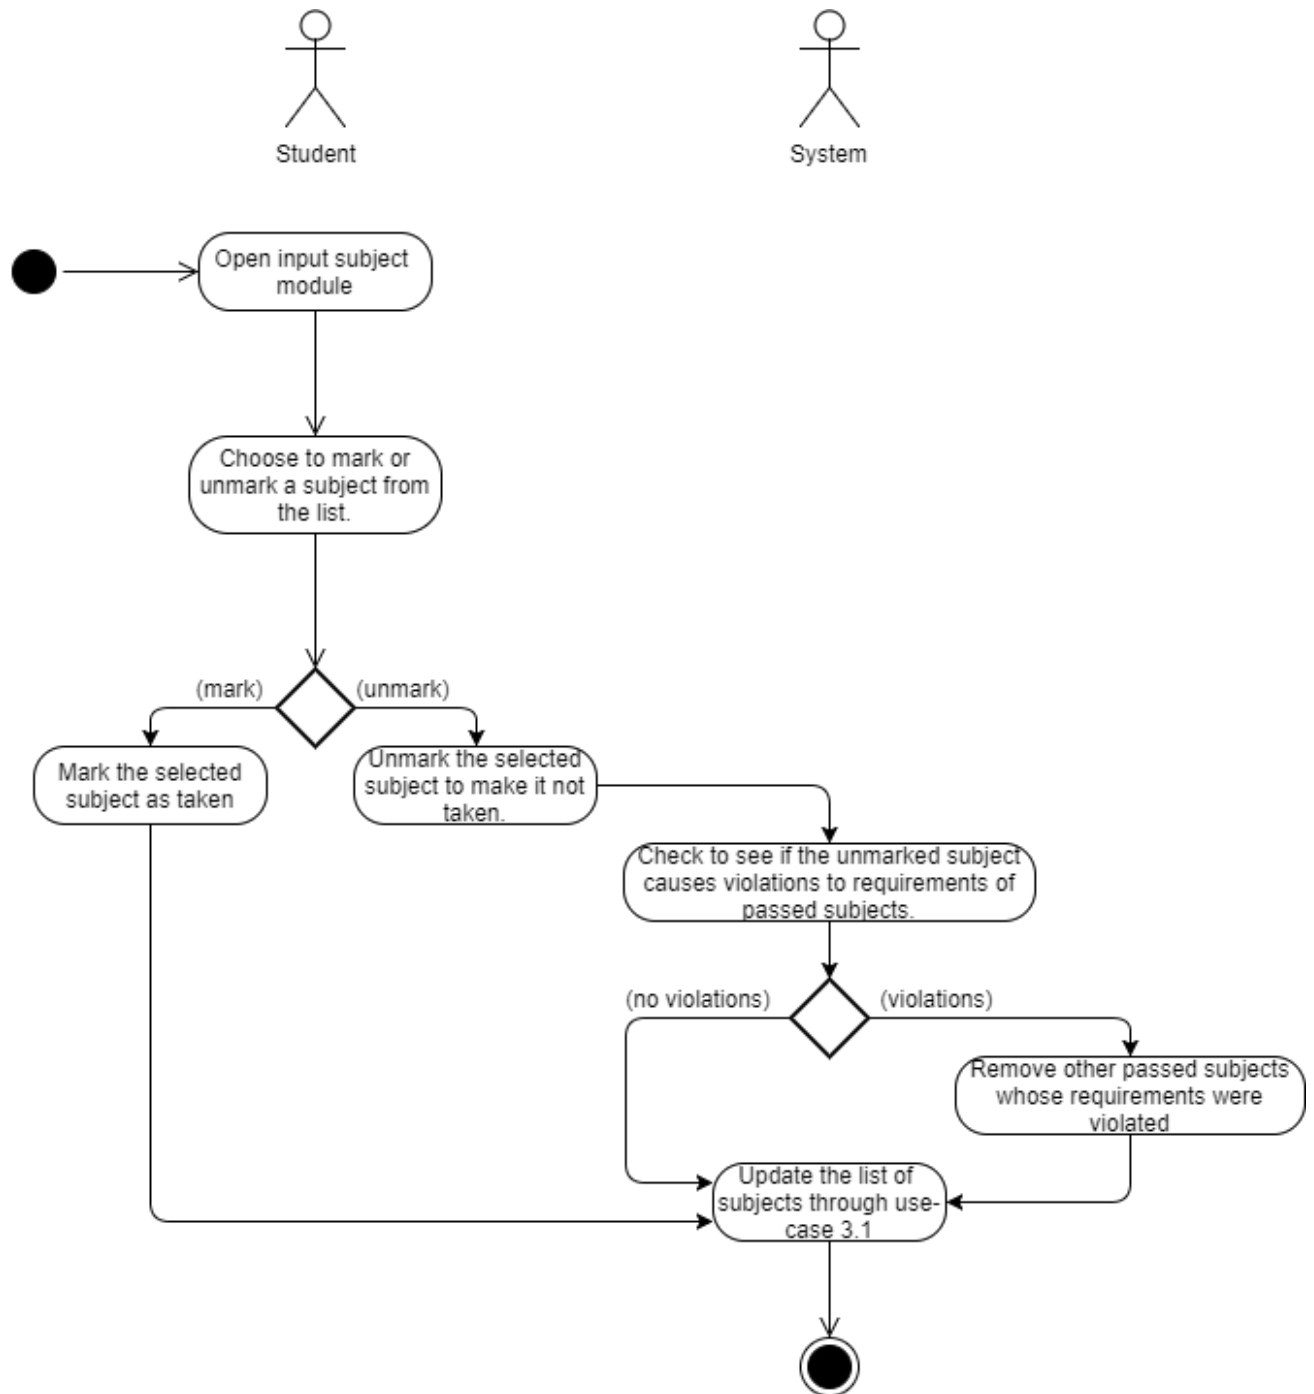 Student
System
Open input subject
module
Choose to mark or
unmark a subject from
the list.
(mark)
(unmark)
Mark the selected
subject as taken
Unmark the selected
subject to make it not
taken.
Check to see if the unmarked subject
causes violations to requirements of
passed subjects.
(no violations)
(violations)
Remove other passed subjects
whose requirements were
violated
Update the list of
subjects through use-
case 3.1